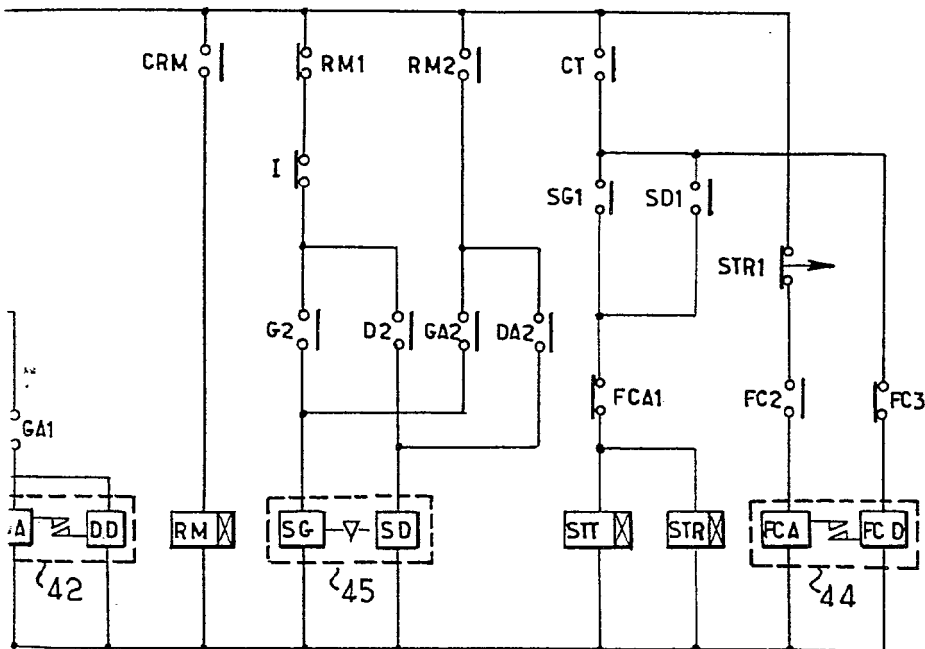 CRM
RM1
RM2
CT
I
SG1
SD1
STR1
G2
D2
GA2
DA2
FCA1
FC2
FC3
GA1
DD
RM
SG
SD
STT
STR
FCA
FCD
42
45
44